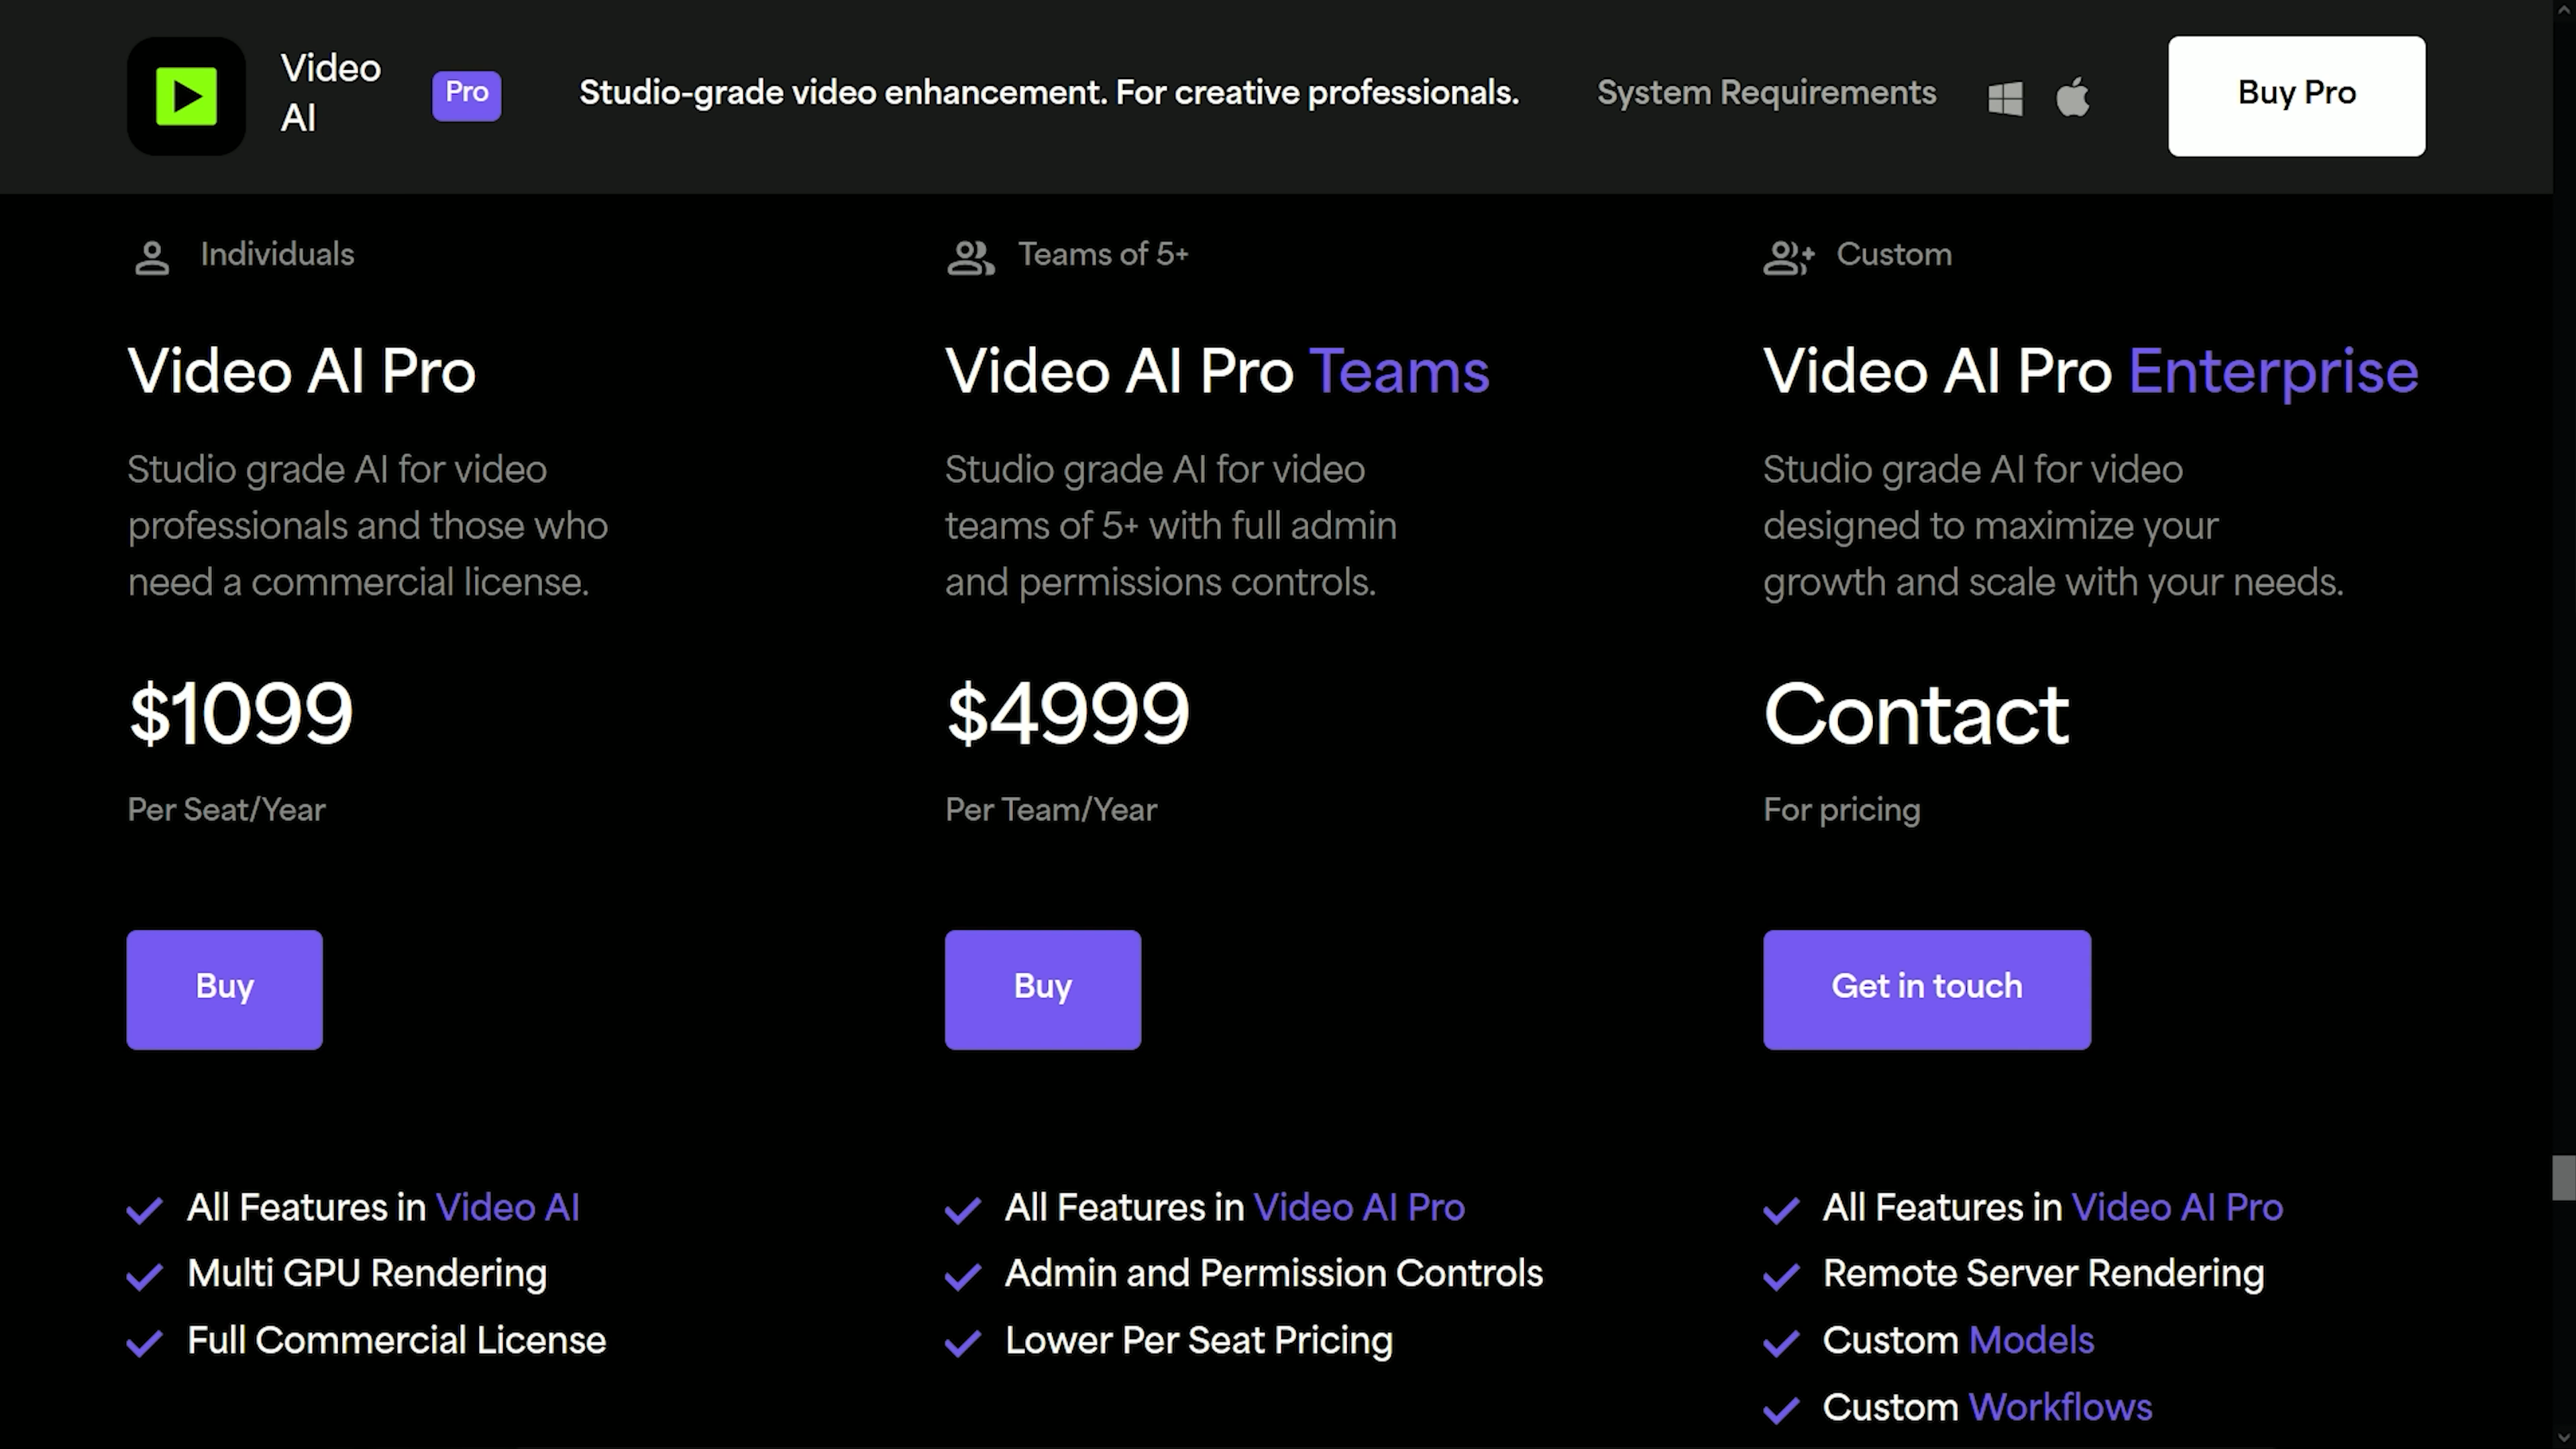 Video
AI
Pro
Studio-grade video enhancement. For creative professionals.
System Requirements
Buy Pro
Individuals
Video AI Pro
Studio grade AI for video
professionals and those who
need a commercial license.
$1099
Per Seat/Year
Buy
All Features in Video AI
Multi GPU Rendering
Full Commercial License
Teams of 5+
Video AI Pro Teams
Studio grade AI for video
teams of 5+ with full admin
and permissions controls.
$4999
Per Team/Year
Buy
All Features in Video AI Pro
Admin and Permission Controls
Lower Per Seat Pricing
Custom
Video AI Pro Enterprise
Studio grade AI for video
designed to maximize your
growth and scale with your needs.
Contact
For pricing
Get in touch
All Features in Video AI Pro
Remote Server Rendering
Custom Models
Custom Workflows